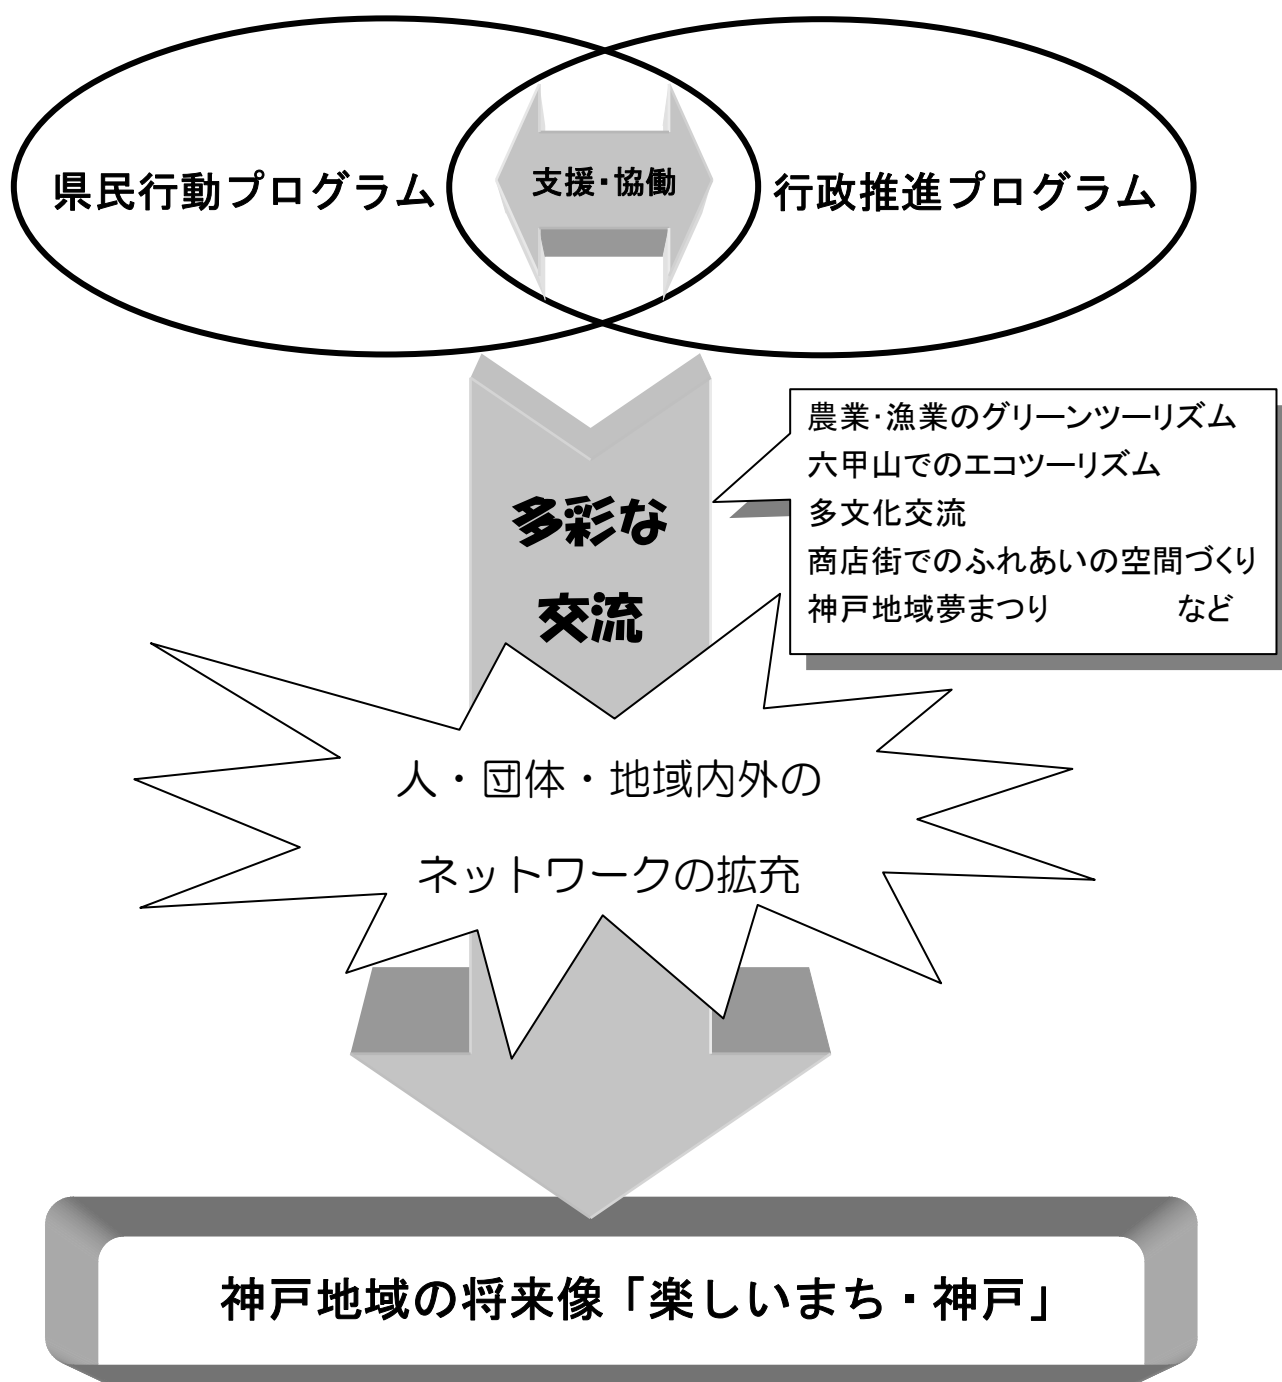 県民行動プログラム
支援・協働
行政推進プログラム
農業・漁業のグリーンツーリズム
六甲山でのエコツーリズム
多文化交流
商店街でのふれあいの空間づくり
神戸地域夢まつり　　　　など
多彩な
交流
人・団体・地域内外の
ネットワークの拡充
神戸地域の将来像「楽しいまち・神戸」